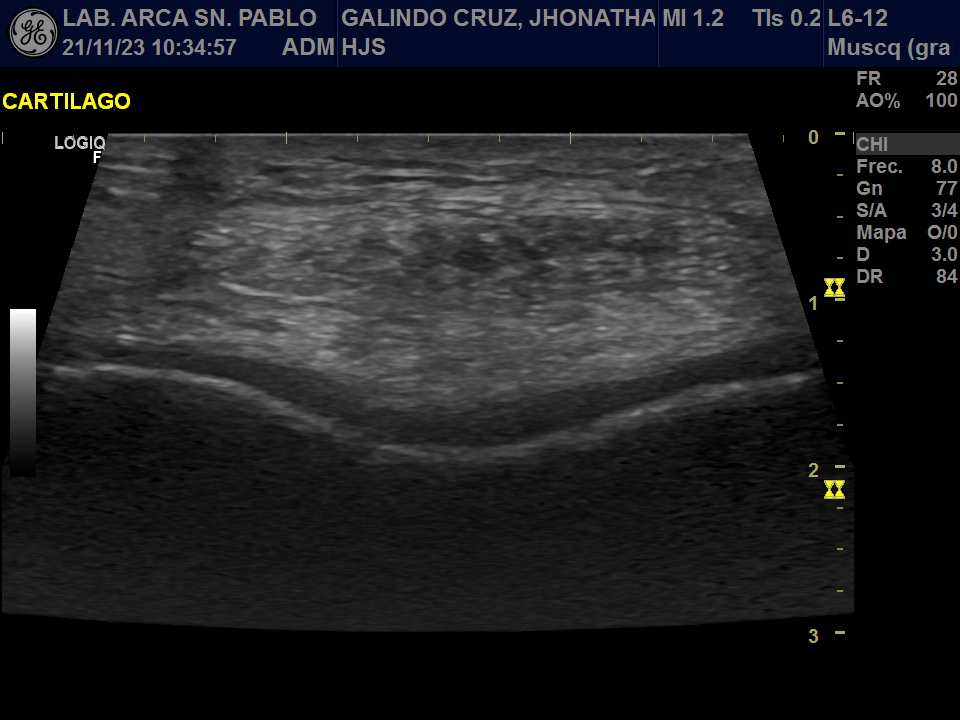 LAB. ARCA SN. PABLO GALINDO CRUZ, JHONATHA MI 1.2 TIs 0.2 L6-12
21/11/23 10:34:57 ADM HJS Muscq (gra
CARTILAGO
FR 28
AO% 100
LOGIQ
F
CHI
Frec. 8.0
Gn 77
S/A 3/4
Mapa O/0
D 3.0
DR 84
0
1
2
3